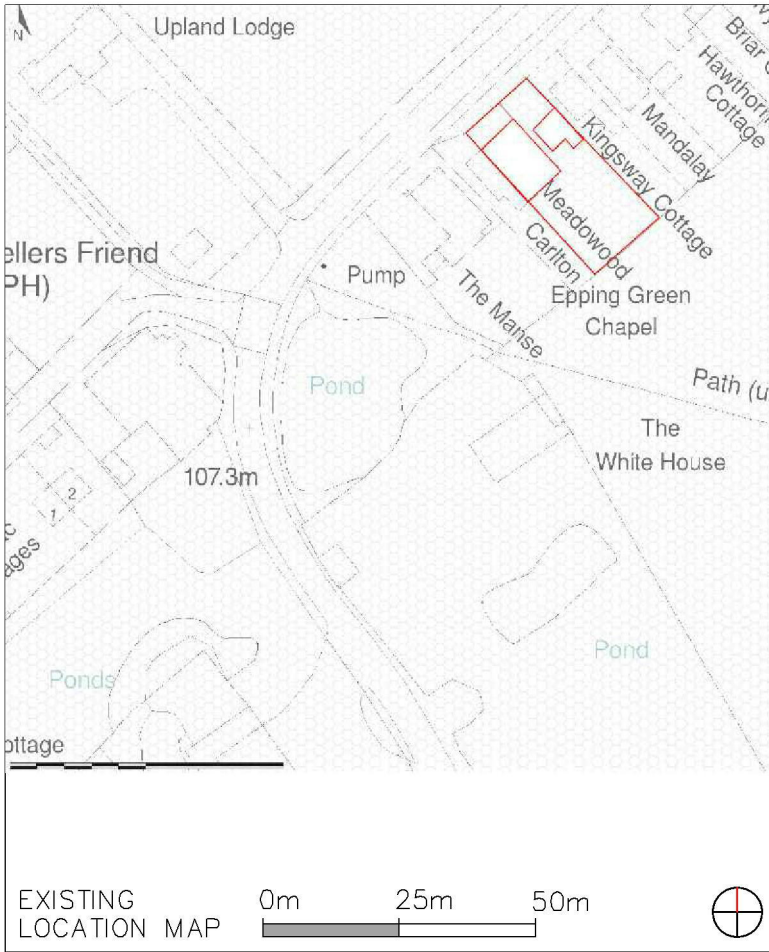 N
Upland Lodge
Briar
Hawthorn
Cottage
Mandalay
Kingsway Cottage
Meadowood
Carlton
ellers Friend
PH)
Pump
The Manse
Epping Green
Chapel
Pond
Path (u
The
White House
107.3m
2
1
ages
Pond
Ponds
ottage
EXISTING
LOCATION MAP
0m
25m
50m